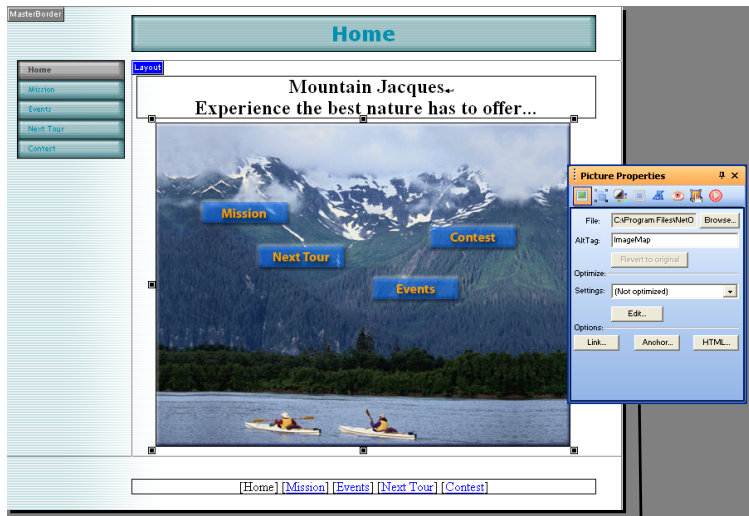 MasterBorder
Home
Home
Mission
Events
Next Tour
Contest
Layout
Mountain Jacques
Experience the best nature has to offer...
Mission
Next Tour
Contest
Events
Picture Properties
File: C:\Program Files\NetO Browse...
AltTag: ImageMap
Revert to original
Optimize:
Settings: (Not optimized)
Edit...
Options:
Link... Anchor... HTML...
[Home] [Mission] [Events] [Next Tour] [Contest]